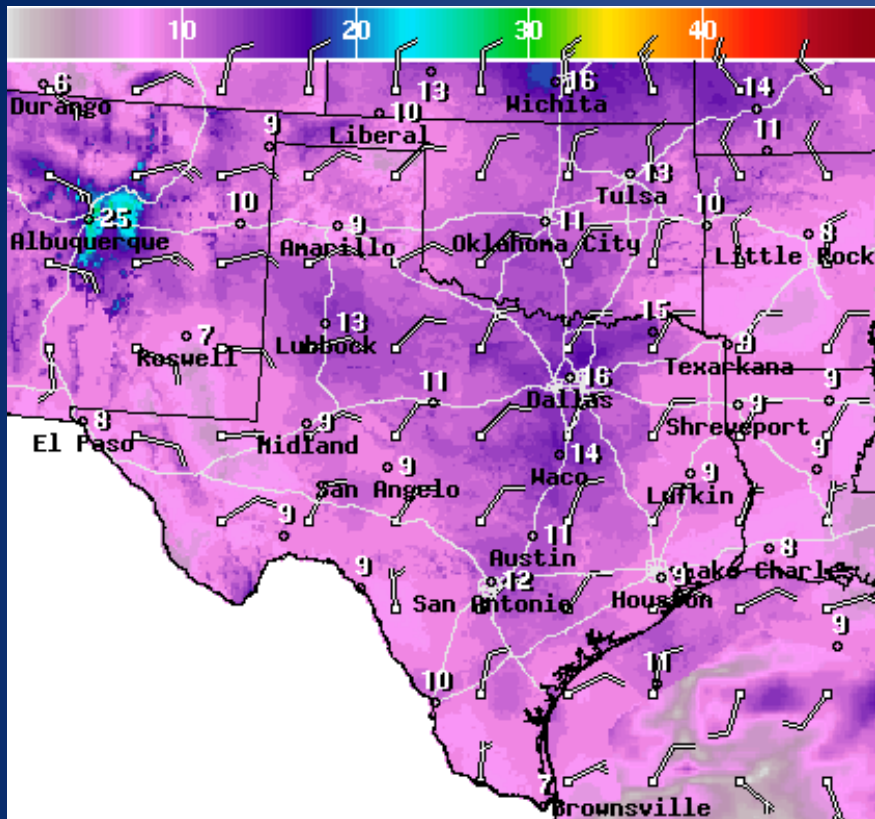 10 20 30 40
6 13 16 14
Durango Wichita
10
Liberal
9 11
13
Tulsa
25 10 9 11 10 8
Albuquerque Amarillo Oklahoma City Little Rock
7 13 15 9
Roswell Lubbock Texarkana
16
Dallas
11 9 9
8 9 Shreveport
El Paso Midland
14
Waco
9 9 9
San Angelo Lufkin
9 11 8
Austin
9 12 9 Lake Charles
San Antonio Houston
9
11
10
7
Brownsville